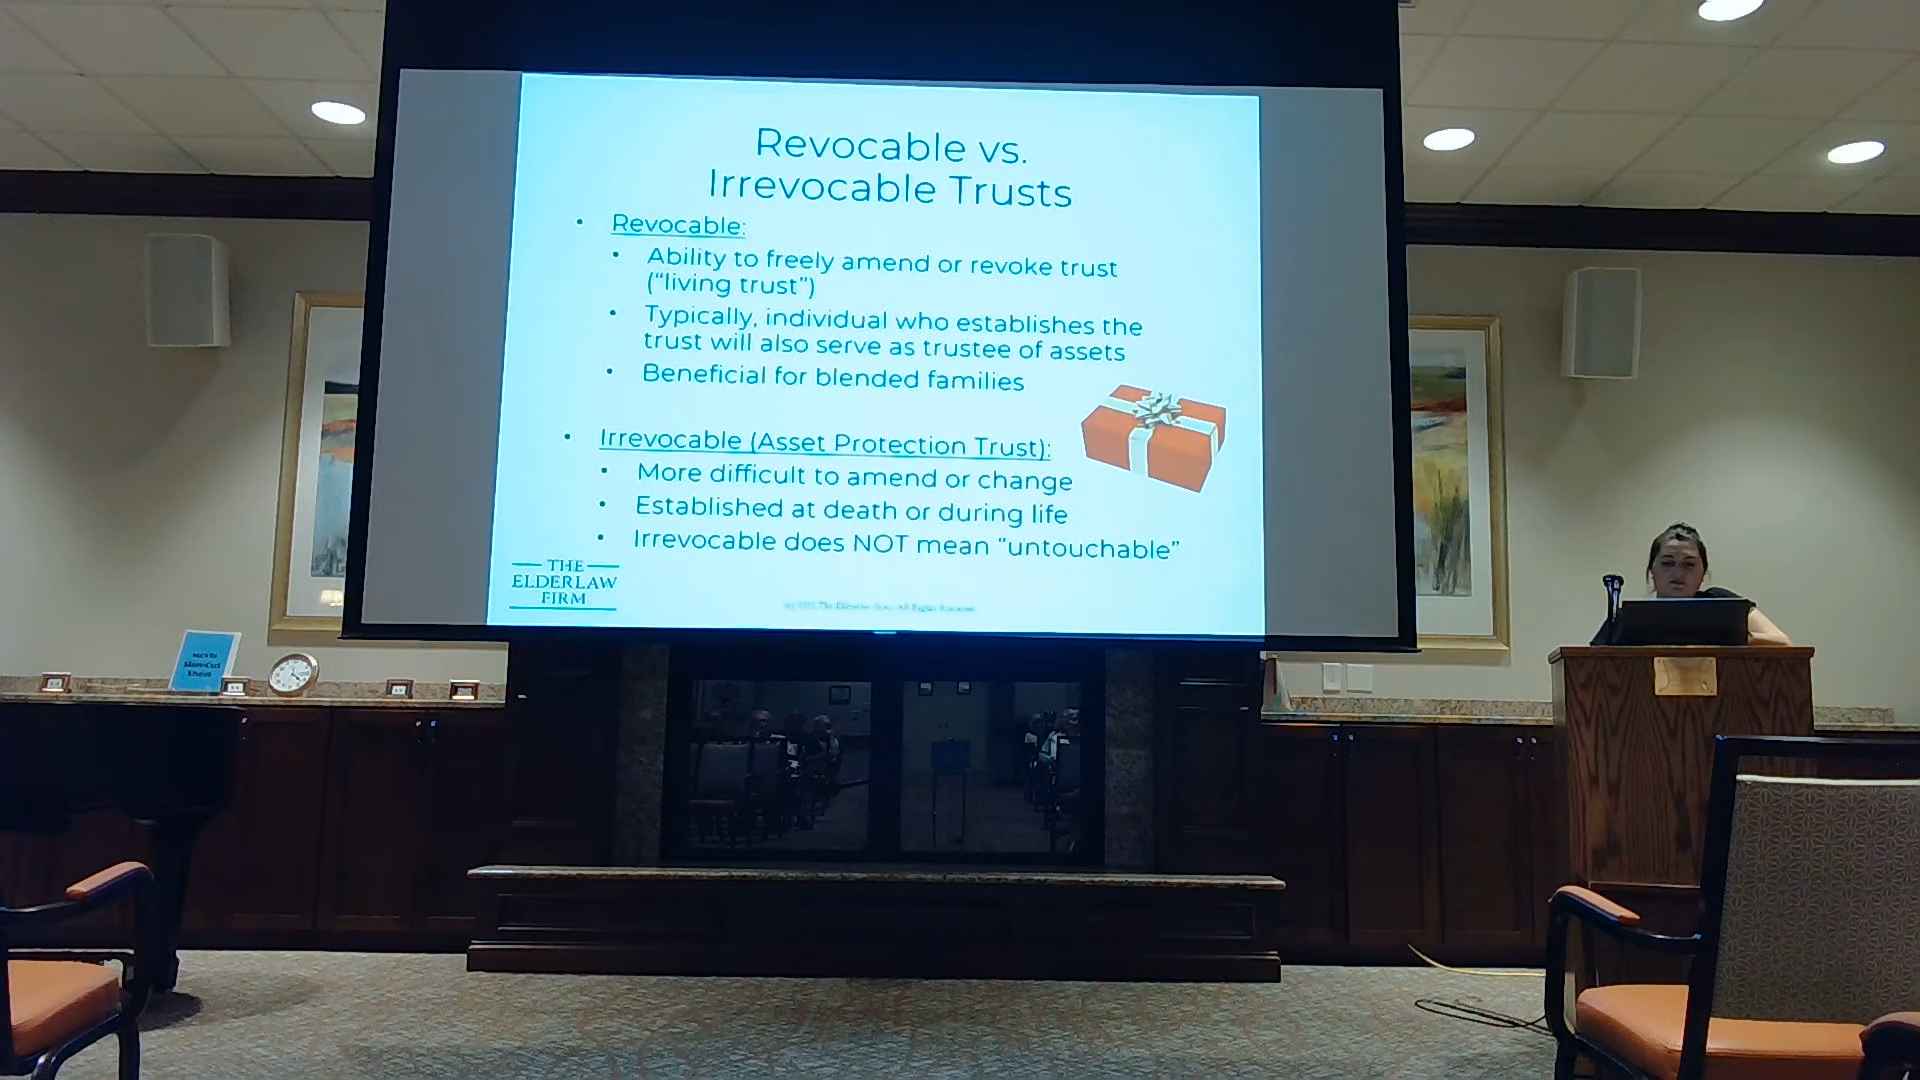 Revocable vs.
Irrevocable Trusts
• Revocable:
• Ability to freely amend or revoke trust
(“living trust”)
• Typically, individual who establishes the
trust will also serve as trustee of assets
• Beneficial for blended families
• Irrevocable (Asset Protection Trust):
• More difficult to amend or change
• Established at death or during life
• Irrevocable does NOT mean “untouchable”
THE
ELDERLAW
FIRM